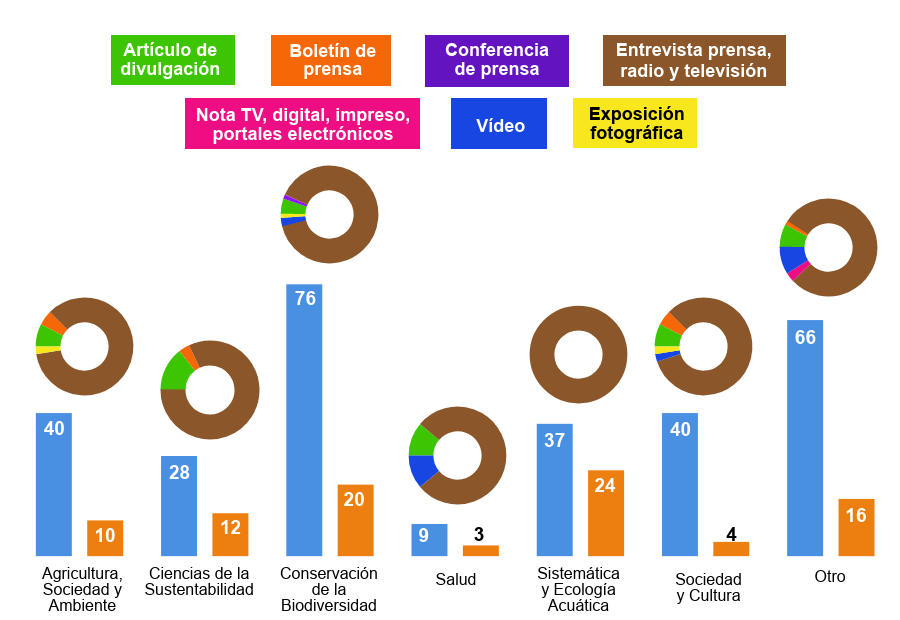 Artículo de
divulgación
Boletín de
prensa
Conferencia
de prensa
Entrevista prensa,
radio y televisión
Nota TV, digital, impreso,
portales electrónicos
Vídeo
Exposición
fotográfica
40
10
Agricultura,
Sociedad y
Ambiente
28
12
Ciencias de la
Sustentabilidad
76
20
Conservación
de la
Biodiversidad
9
3
Salud
37
24
Sistemática
y Ecología
Acuática
40
4
Sociedad
y Cultura
66
16
Otro